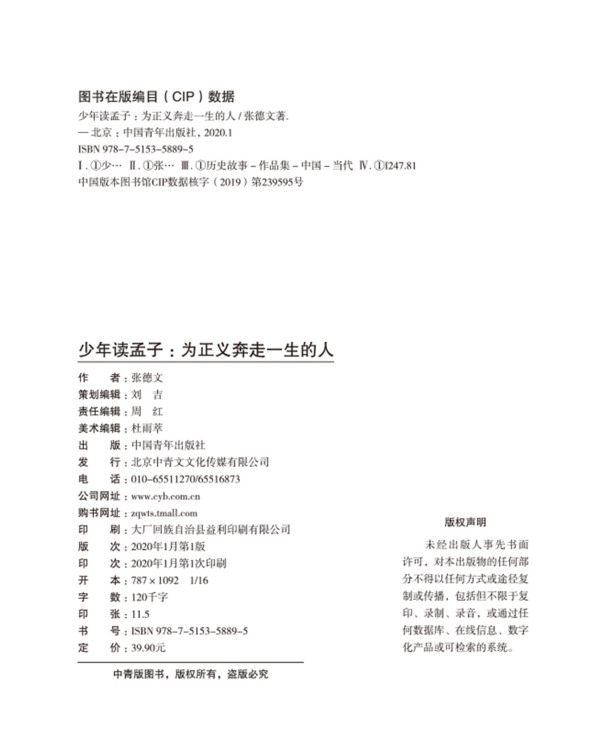 图书在版编目（CIP）数据
少年读孟子：为正义奔走一生的人 / 张德文著.
— 北京：中国青年出版社，2020.1
ISBN 978-7-5153-5889-5
Ⅰ. ①少… Ⅱ. ①张… Ⅲ. ①历史故事－作品集－中国－当代 Ⅳ. ①I247.81
中国版本图书馆CIP数据核字（2019）第239595号
少年读孟子：为正义奔走一生的人
作　　者：张德文
策划编辑：刘　吉
责任编辑：周　红
美术编辑：杜雨萃
出　　版：中国青年出版社
发　　行：北京中青文文化传媒有限公司
电　　话：010-65511270/65516873
公司网址：www.cyb.com.cn
购书网址：zqwts.tmall.com
印　　刷：大厂回族自治县益利印刷有限公司
版　　次：2020年1月第1版
印　　次：2020年1月第1次印刷
开　　本：787×1092　1/16
字　　数：120千字
印　　张：11.5
书　　号：ISBN 978-7-5153-5889-5
定　　价：39.90元
中青版图书，版权所有，盗版必究
版权声明
未经出版人事先书面
许可，对本出版物的任何部
分不得以任何方式或途径复
制或传播，包括但不限于复
印、录制、录音，或通过任
何数据库、在线信息、数字
化产品或可检索的系统。